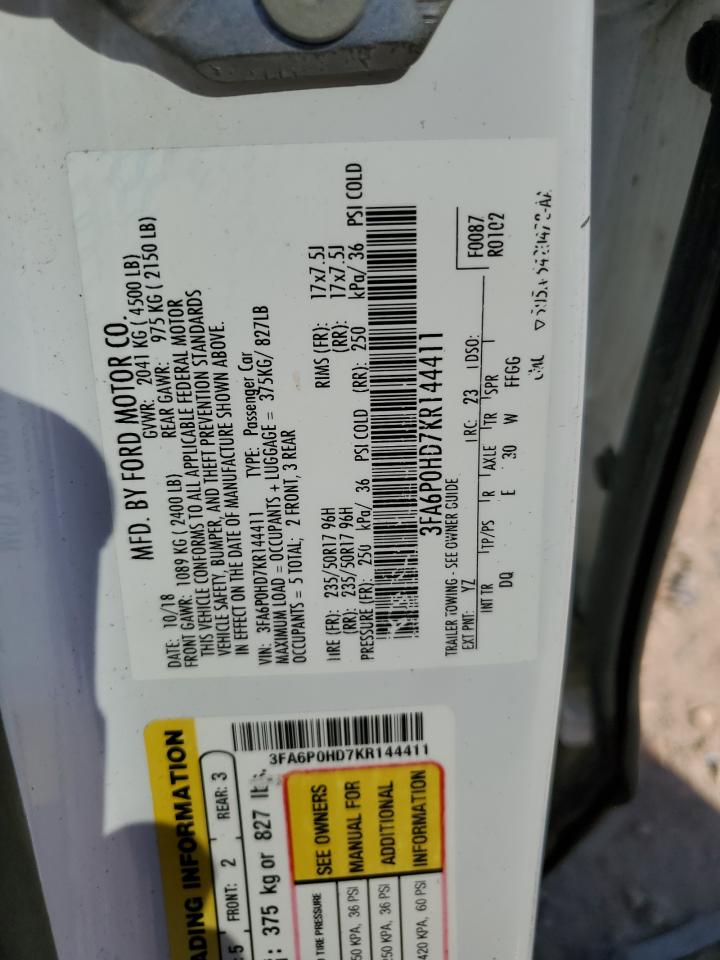 MFD. BY FORD MOTOR CO.
DATE: 10/18 GVWR: 2041 KG ( 4500 LB)
FRONT GAWR: 1089 KG ( 2400 LB) REAR GAWR: 975 KG ( 2150 LB)
THIS VEHICLE CONFORMS TO ALL APPLICABLE FEDERAL MOTOR
VEHICLE SAFETY, BUMPER, AND THEFT PREVENTION STANDARDS
IN EFFECT ON THE DATE OF MANUFACTURE SHOWN ABOVE.
VIN: 3FA6P0HD7KR144411 TYPE: Passenger Car
MAXIMUM LOAD = OCCUPANTS + LUGGAGE = 375KG/ 827LB
OCCUPANTS = 5 TOTAL; 2 FRONT, 3 REAR
TIRE (FR): 235/50R17 96H RIMS (FR): 17x7.5J
(RR): 235/50R17 96H (RR): 17x7.5J
PRESSURE (FR): 250 kPa/ 36 PSI COLD (RR): 250 kPa/ 36 PSI COLD
3FA6P0HD7KR144411
TRAILER TOWING - SEE OWNER GUIDE
F0087
R0102
EXT PNT: YZ RC: 23 DSO:
INT TR TP/PS R AXLE TR SPR
DQ E 30 W FFGG
3FA6P0HD7KR144411
ADING INFORMATION
5 FRONT: 2 REAR: 3
: 375 kg or 827
TIRE PRESSURE
50 KPA, 36 PSI
250 KPA, 36 PSI
420 KPA, 60 PSI
SEE OWNERS
MANUAL FOR
ADDITIONAL
INFORMATION